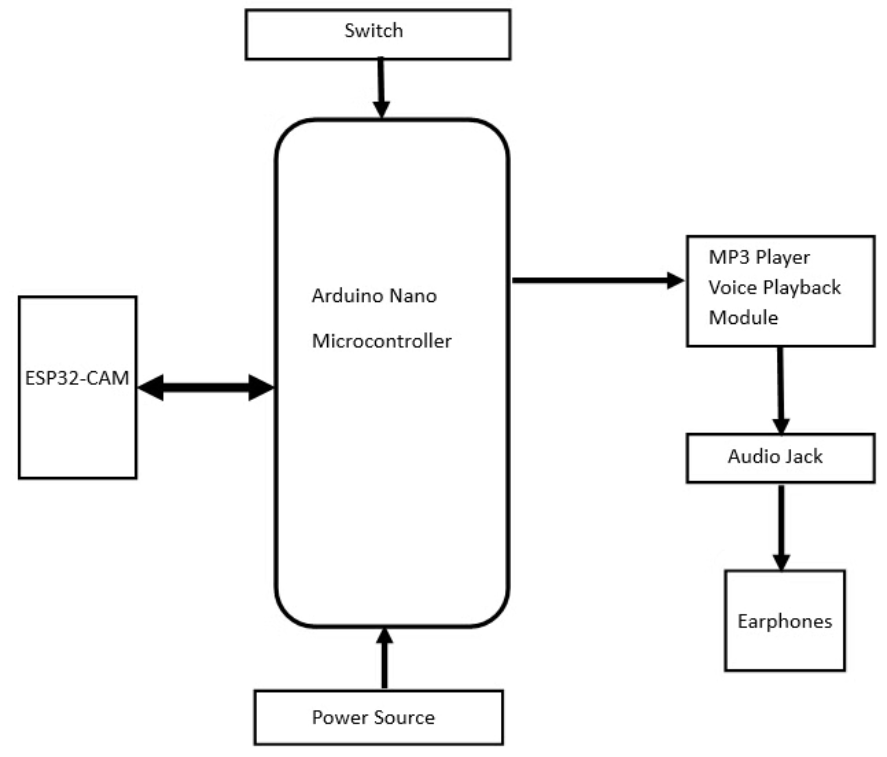 Switch
Arduino Nano
Microcontroller
MP3 Player
Voice Playback
Module
ESP32-CAM
Audio Jack
Earphones
Power Source